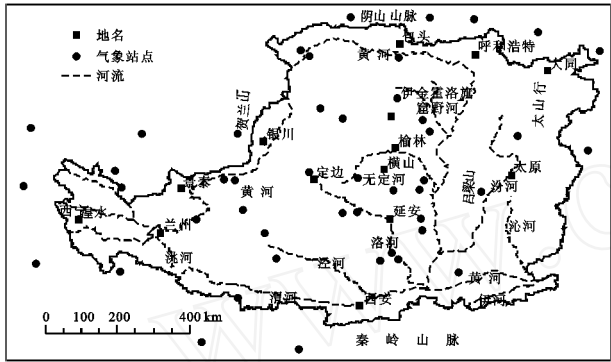 阴山山脉
地名
气象站点
河流
包头
黄河
呼和浩特
大同
太山行
贺兰山
伊金霍洛旗
窟野河
银川
榆林
横山
定边
无定河
吕梁山
太原
汾河
景泰
黄河
西
湟水
兰州
延安
沁河
洛河
洮河
泾河
黄河
渭河
西安
伊河
秦岭山脉
0 100 200 400 km